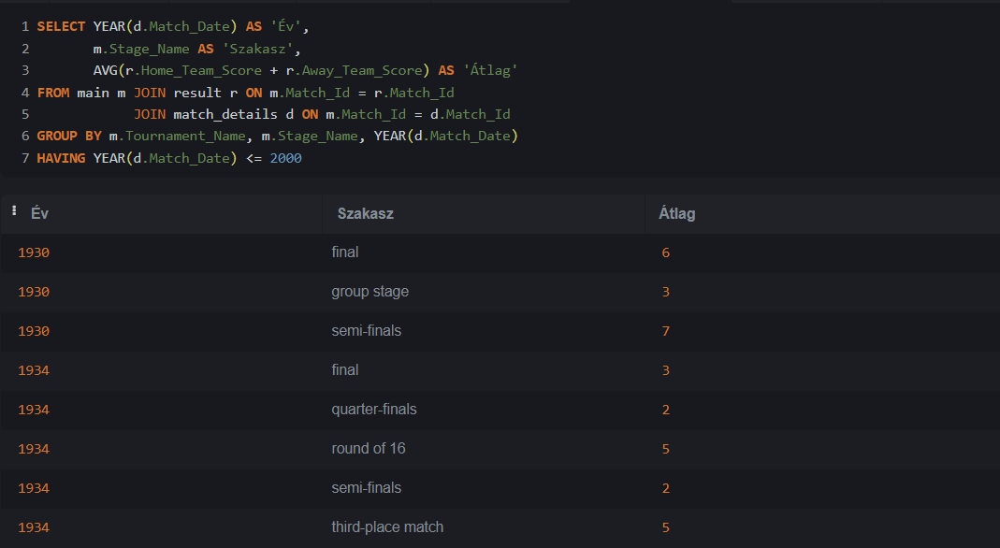 1 SELECT YEAR(d.Match_Date) AS 'Év',
2        m.Stage_Name AS 'Szakasz',
3        AVG(r.Home_Team_Score + r.Away_Team_Score) AS 'Átlag'
4 FROM main m JOIN result r ON m.Match_Id = r.Match_Id
5             JOIN match_details d ON m.Match_Id = d.Match_Id
6 GROUP BY m.Tournament_Name, m.Stage_Name, YEAR(d.Match_Date)
7 HAVING YEAR(d.Match_Date) <= 2000
Év Szakasz Átlag
1930 final 6
1930 group stage 3
1930 semi-finals 7
1934 final 3
1934 quarter-finals 2
1934 round of 16 5
1934 semi-finals 2
1934 third-place match 5